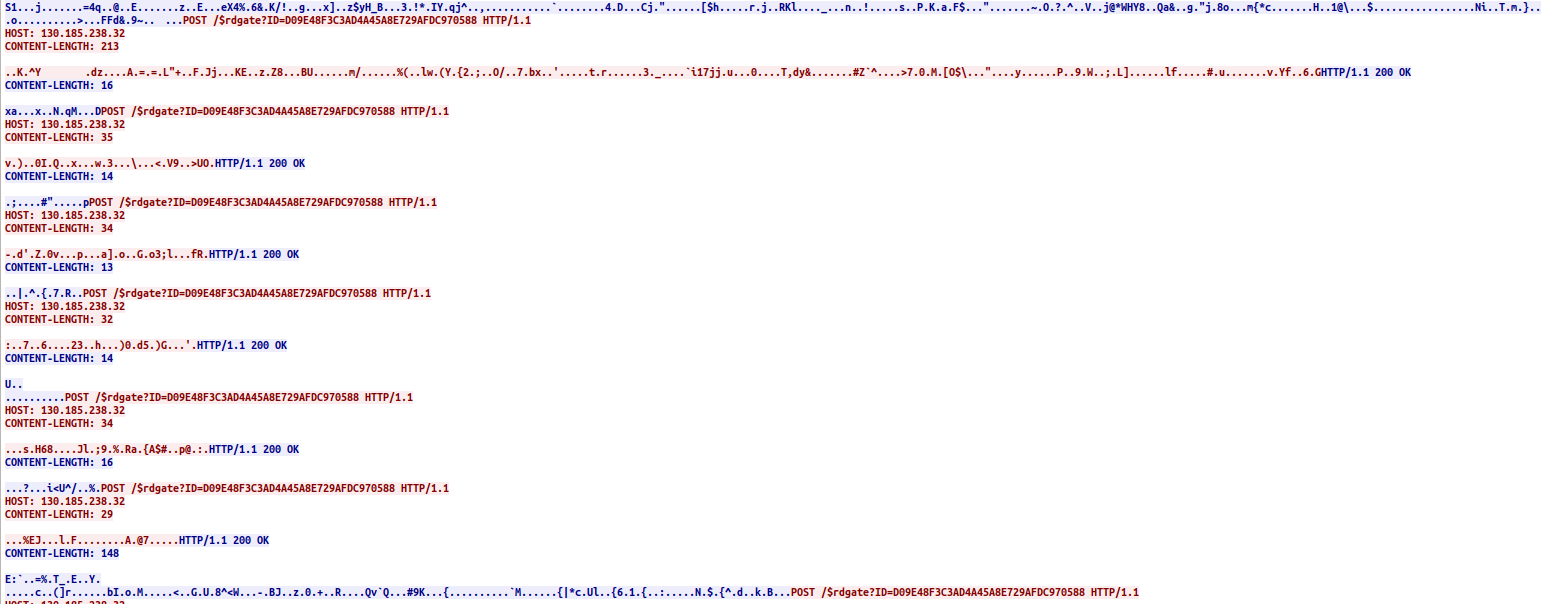 S1...j.......=4q..@..E.......z..E...eX4%.6&.K/!..g...x]..z$yH_B...3.!*.IY.qj^..,...........`........4.D...Cj."......[$h.....r.j..RKl...._...n..!.....s..P.K.a.F$...".......".......~.O.?.^..V..j@*WHY8..Qa&..g."j.8o...m{*c.......H..1@\...$.................Ni..T.m.}..
.o..........>...FFd&.9~.. ...POST /$rdgate?ID=D09E48F3C3AD4A45A8E729AFDC970588 HTTP/1.1
HOST: 130.185.238.32
CONTENT-LENGTH: 213
..K.^Y .dz....A.=.=.L"+..F.Jj...KE..z.Z8...BU......m/......%(..lw.(Y.{2.;..O/..7.bx..'.....t.r......3._....`i17jj.u...0....T,dy&.......#Z`^....>7.0.M.[O$\..."....y......P..9.W..;.L]......lf.....#.u.......v.Yf..6.GHTTP/1.1 200 OK
CONTENT-LENGTH: 16
xa...x..N.qM...DPOST /$rdgate?ID=D09E48F3C3AD4A45A8E729AFDC970588 HTTP/1.1
HOST: 130.185.238.32
CONTENT-LENGTH: 35
v.)..0I.Q..x...w.3...\...<.V9..>UO.HTTP/1.1 200 OK
CONTENT-LENGTH: 14
.;....#".....pPOST /$rdgate?ID=D09E48F3C3AD4A45A8E729AFDC970588 HTTP/1.1
HOST: 130.185.238.32
CONTENT-LENGTH: 34
-.d'.Z.0v...p...a].o..G.o3;l...fR.HTTP/1.1 200 OK
CONTENT-LENGTH: 13
..|.^.{.7.R..POST /$rdgate?ID=D09E48F3C3AD4A45A8E729AFDC970588 HTTP/1.1
HOST: 130.185.238.32
CONTENT-LENGTH: 32
:..7..6....23..h...)0.d5.)G...'.HTTP/1.1 200 OK
CONTENT-LENGTH: 14
U..
..........POST /$rdgate?ID=D09E48F3C3AD4A45A8E729AFDC970588 HTTP/1.1
HOST: 130.185.238.32
CONTENT-LENGTH: 34
...s.H68....Jl.;9.%.Ra.{A$#..p@.:.HTTP/1.1 200 OK
CONTENT-LENGTH: 16
...?...i<U^/..%.POST /$rdgate?ID=D09E48F3C3AD4A45A8E729AFDC970588 HTTP/1.1
HOST: 130.185.238.32
CONTENT-LENGTH: 29
...%EJ...l.F........A.@7.....HTTP/1.1 200 OK
CONTENT-LENGTH: 148
E:`..=%.T_.E..Y.
.....c..(]r......bI.o.M.....<..G.U.8^<W...-.BJ..z.0.+..R....Qv`Q...#9K...{..........`M......{|*c.Ul..{6.1.{..:.....N.$.{^.d..k.B...POST /$rdgate?ID=D09E48F3C3AD4A45A8E729AFDC970588 HTTP/1.1